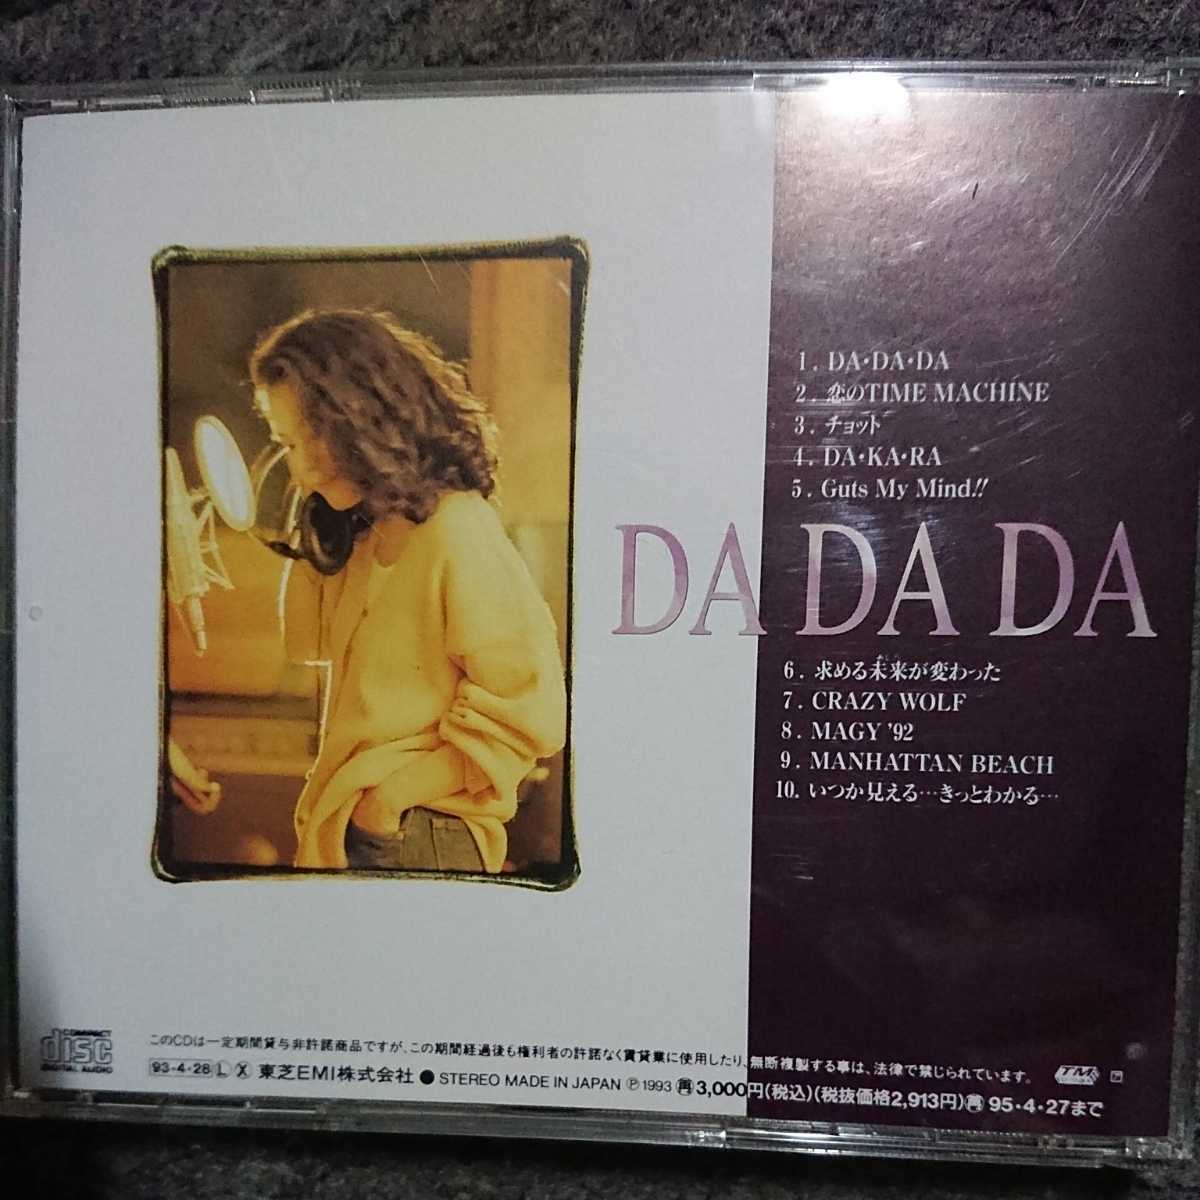 1. DA・DA・DA
2. 恋のTIME MACHINE
3. チョット
4. DA・KA・RA
5. Guts My Mind!!
DA DA DA
6. 求める未来が変わった
7. CRAZY WOLF
8. MAGY '92
9. MANHATTAN BEACH
10. いつか見える…きっとわかる…
COMPACT
disc
DIGITAL AUDIO
このCDは一定期間貸与非許諾商品ですが、この期間経過後も権利者の許諾なく賃貸業に使用したり、無断複製する事は、法律で禁じられています。
93・4・28 Ⓛ Ⓧ 東芝EMI株式会社 ● STEREO MADE IN JAPAN Ⓟ1993 再 3,000円(税込)(税抜価格2,913円)再 95・4・27まで